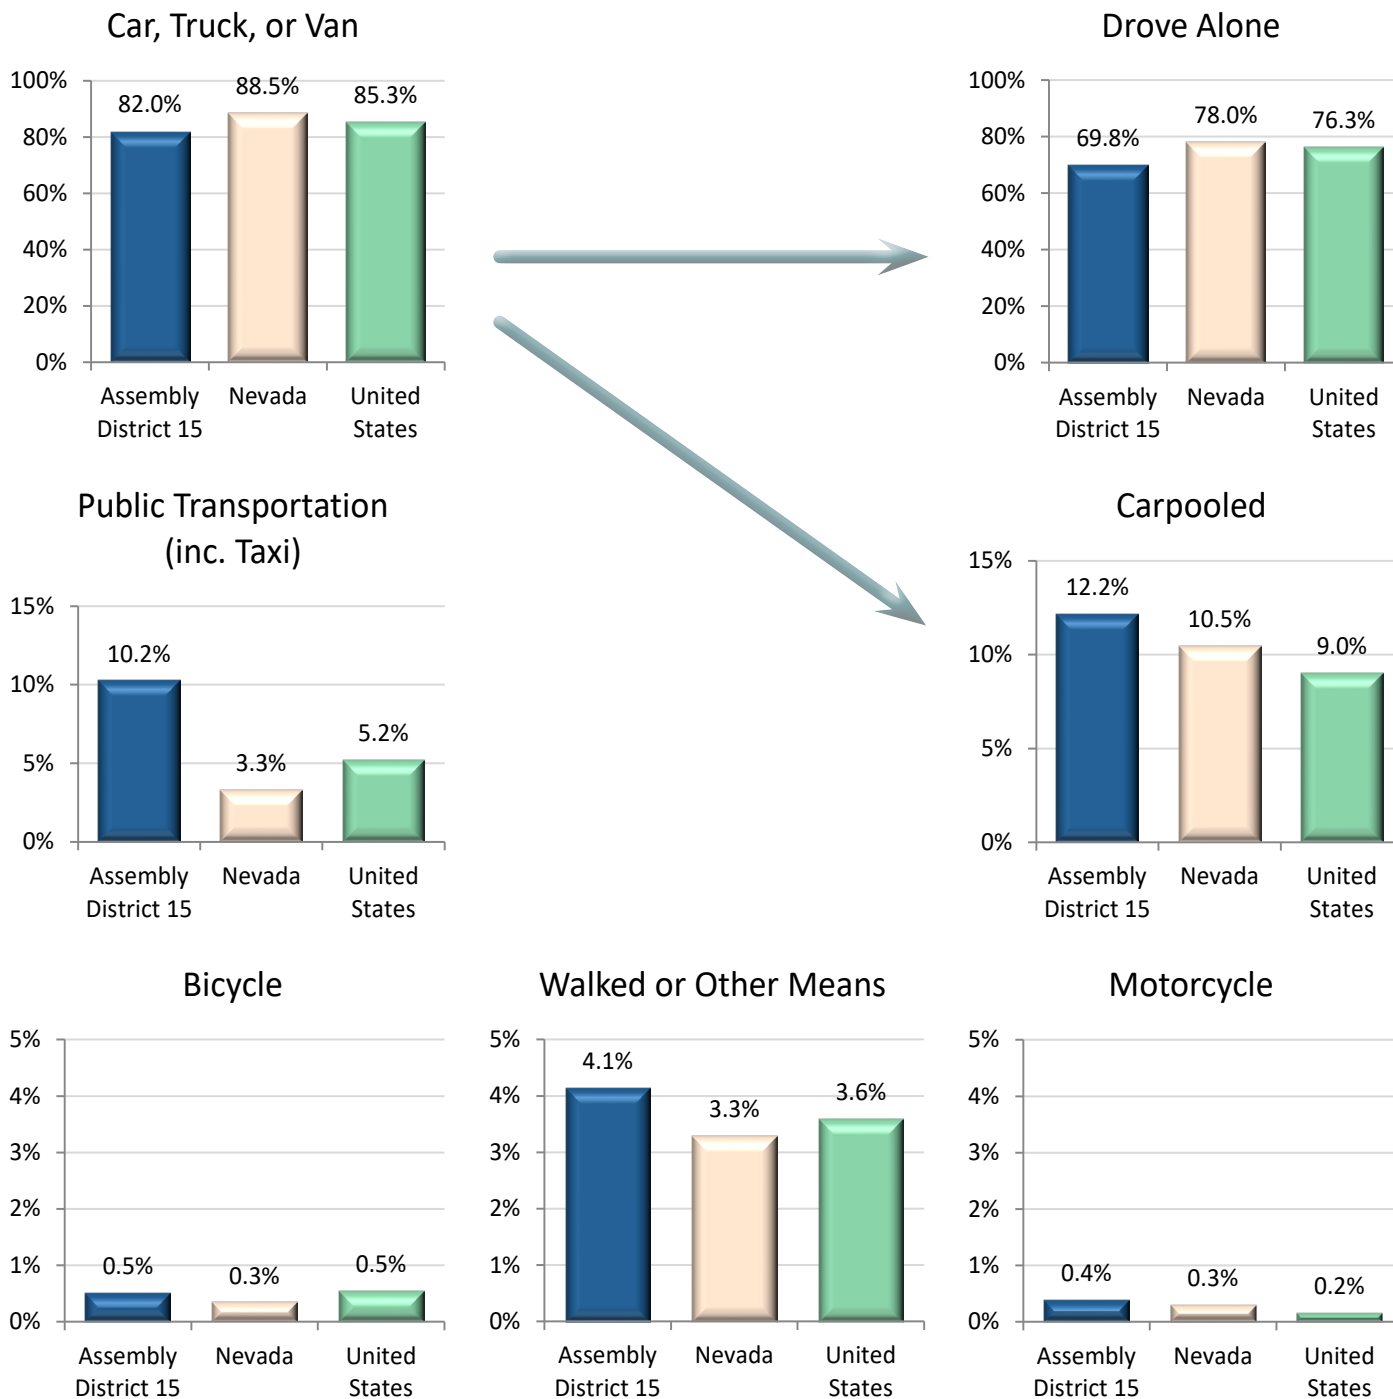 Car, Truck, or Van
100%
80%
60%
40%
20%
0%
82.0%
88.5%
85.3%
Assembly
District 15
Nevada
United
States
Drove Alone
100%
80%
60%
40%
20%
0%
69.8%
78.0%
76.3%
Assembly
District 15
Nevada
United
States
Public Transportation
(inc. Taxi)
15%
10%
5%
0%
10.2%
3.3%
5.2%
Assembly
District 15
Nevada
United
States
Carpooled
15%
10%
5%
0%
12.2%
10.5%
9.0%
Assembly
District 15
Nevada
United
States
Bicycle
5%
4%
3%
2%
1%
0%
0.5%
0.3%
0.5%
Assembly
District 15
Nevada
United
States
Walked or Other Means
5%
4%
3%
2%
1%
0%
4.1%
3.3%
3.6%
Assembly
District 15
Nevada
United
States
Motorcycle
5%
4%
3%
2%
1%
0%
0.4%
0.3%
0.2%
Assembly
District 15
Nevada
United
States